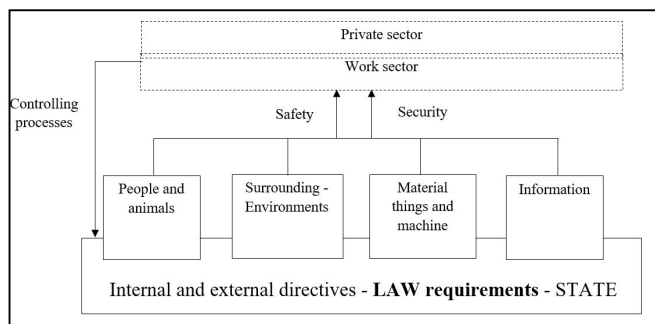 Private sector
Work sector
Controlling
processes
Safety
Security
People and
animals
Surrounding -
Environments
Material
things and
machine
Information
Internal and external directives - LAW requirements - STATE